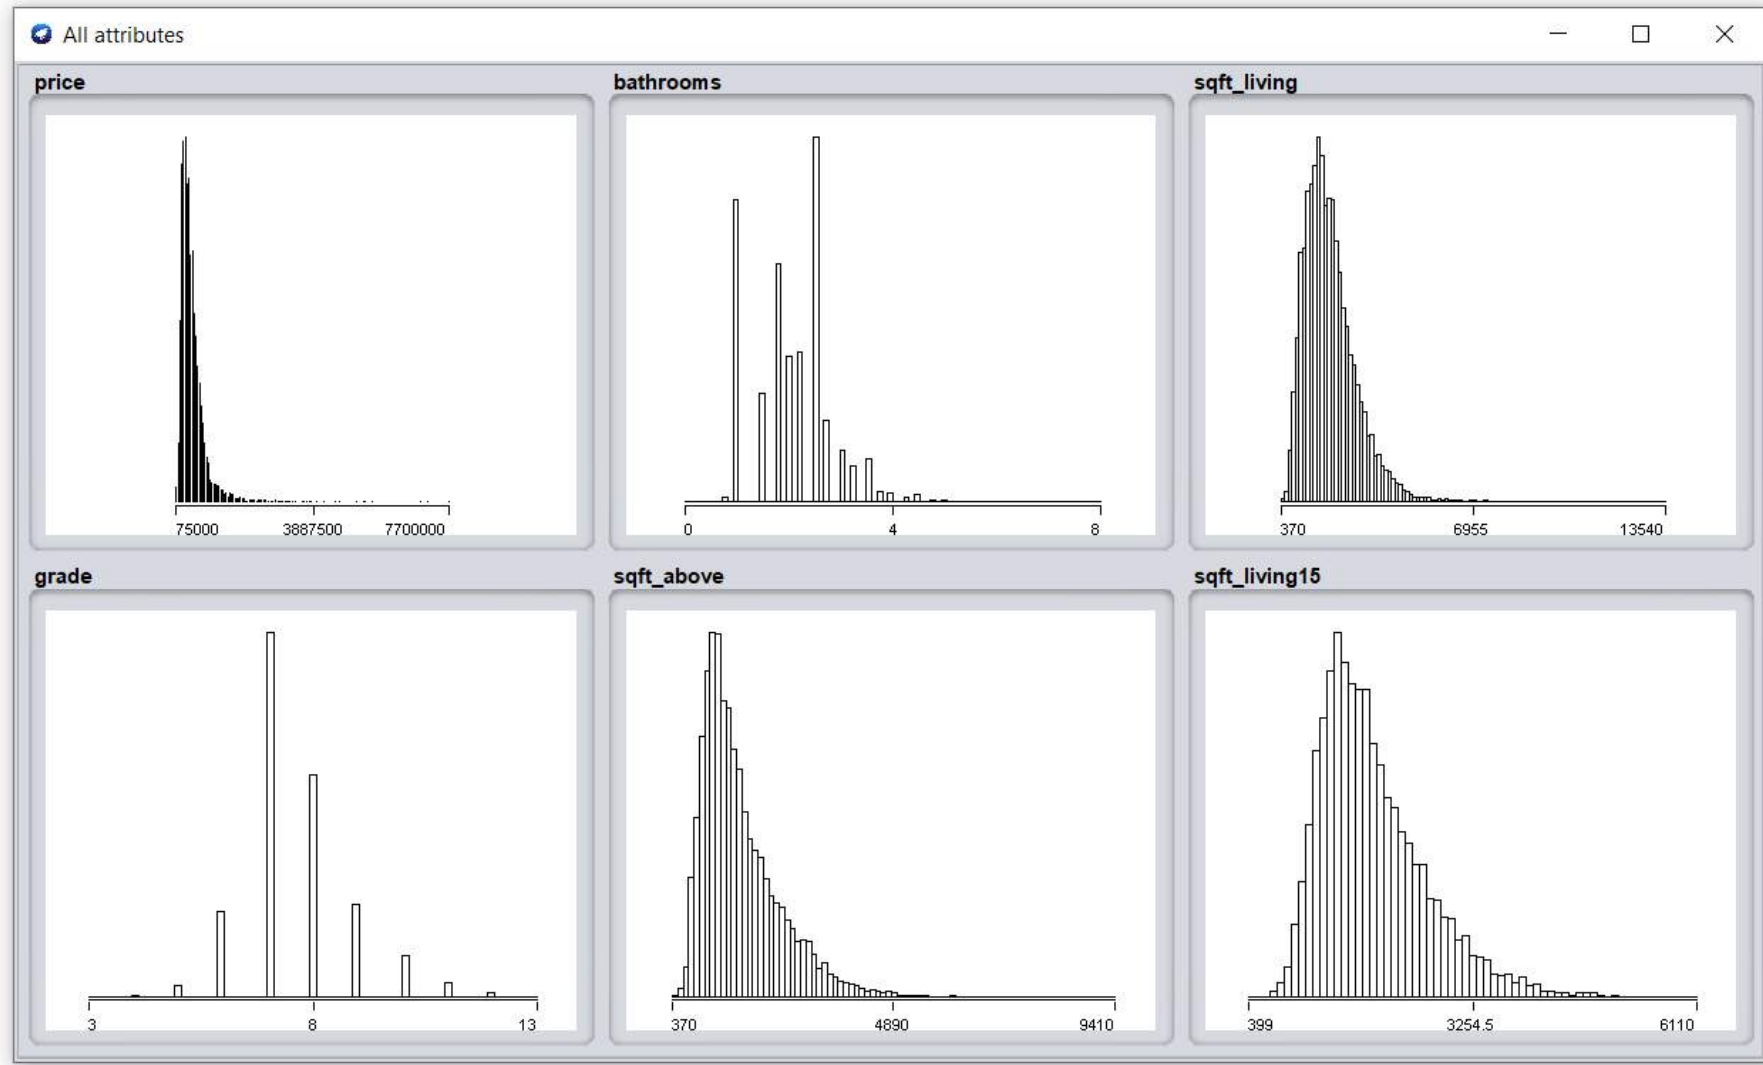 All attributes
price
bathrooms
sqft_living
75000 3887500 7700000
0 4 8
370 6955 13540
grade
sqft_above
sqft_living15
3 8 13
370 4890 9410
399 3254.5 6110